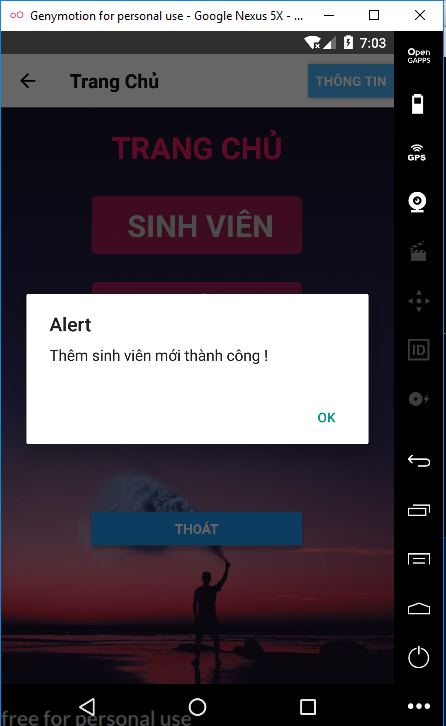 Genymotion for personal use - Google Nexus 5X - ...
7:03
Open
GAPPS
Trang Chủ
THÔNG TIN
TRANG CHỦ
GPS
SINH VIÊN
Alert
Thêm sinh viên mới thành công !
ID
OK
THOÁT
free for personal use